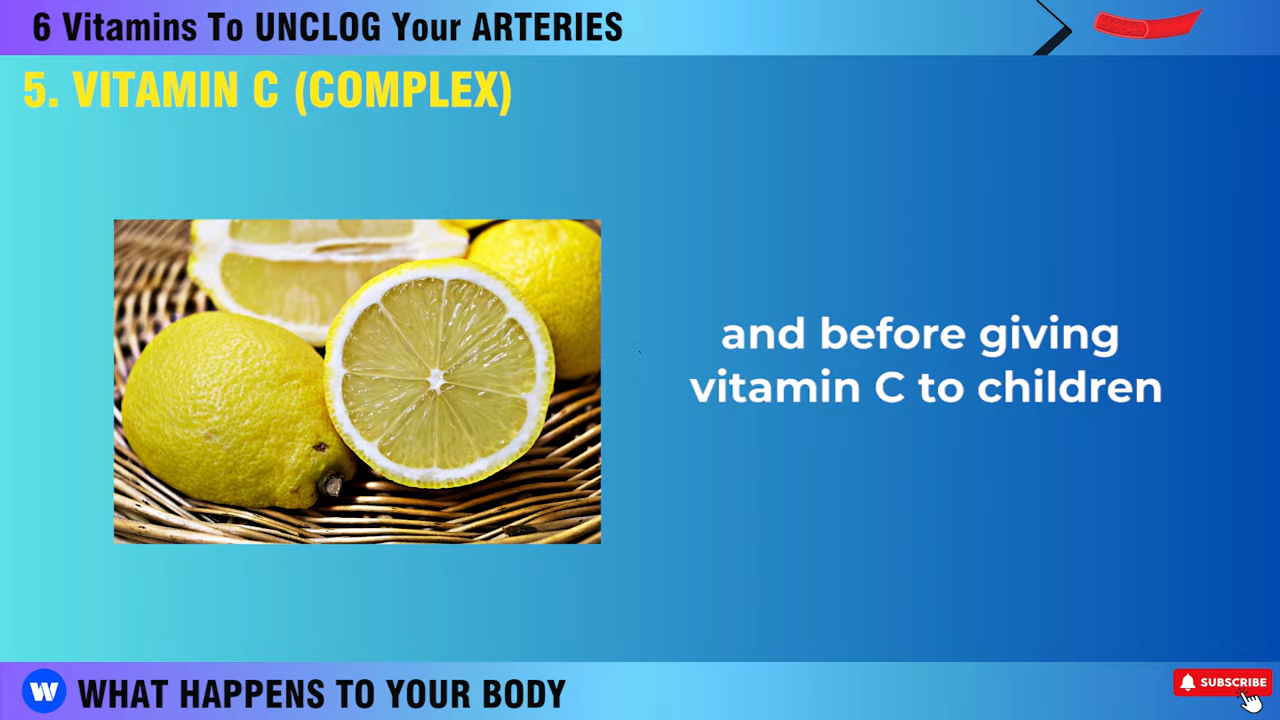 6 Vitamins To UNCLOG Your ARTERIES
5. VITAMIN C (COMPLEX)
and before giving
vitamin C to children
W WHAT HAPPENS TO YOUR BODY
SUBSCRIBE